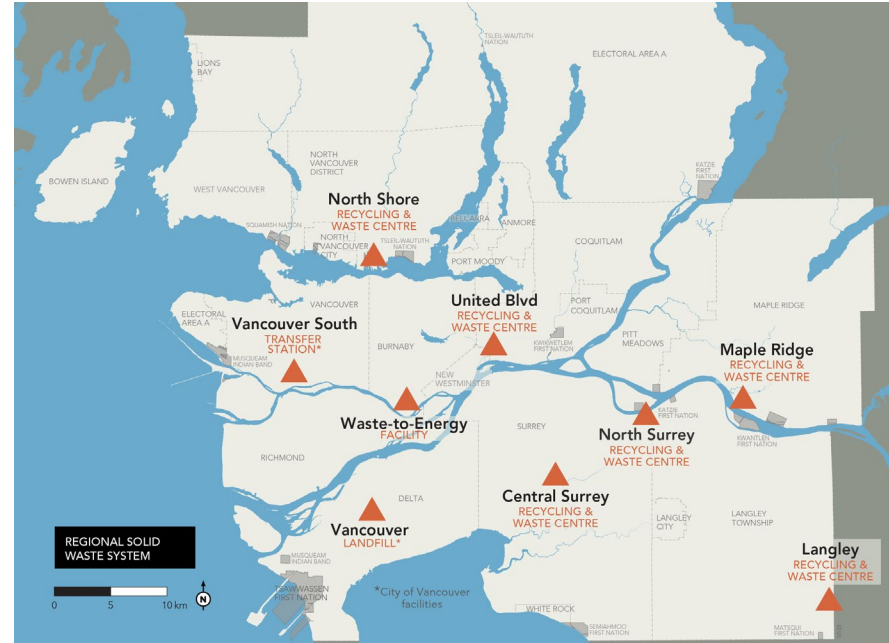 TSLEIL-WAUTUTH
NATION
ELECTORAL AREA A
LIONS
BAY
BOWEN ISLAND
NORTH
VANCOUVER
DISTRICT
WEST VANCOUVER
KATZIE
FIRST
NATION
North Shore
RECYCLING &
WASTE CENTRE
SQUAMISH NATION
NORTH
VANCOUVER
CITY
TSLEIL-WAUTUTH
NATION
BELCARRA
ANMORE
PORT MOODY
COQUITLAM
ELECTORAL
AREA A
VANCOUVER
Vancouver South
TRANSFER
STATION*
MUSQUEAM
INDIAN BAND
BURNABY
United Blvd
RECYCLING &
WASTE CENTRE
PORT
COQUITLAM
KWIKWETLEM
FIRST NATION
PITT
MEADOWS
MAPLE RIDGE
Maple Ridge
RECYCLING &
WASTE CENTRE
NEW
WESTMINSTER
Waste-to-Energy
FACILITY
KATZIE
FIRST NATION
KWANTLEN
FIRST NATION
North Surrey
RECYCLING &
WASTE CENTRE
SURREY
RICHMOND
DELTA
Vancouver
LANDFILL*
Central Surrey
RECYCLING &
WASTE CENTRE
LANGLEY
CITY
LANGLEY
TOWNSHIP
Langley
RECYCLING &
WASTE CENTRE
REGIONAL SOLID
WASTE SYSTEM
MUSQUEAM
INDIAN BAND
TSAWWASSEN
FIRST NATION
*City of Vancouver
facilities
0 5 10 km
N
WHITE ROCK
SEMIAHMOO
FIRST NATION
MATSQUI
FIRST NATION